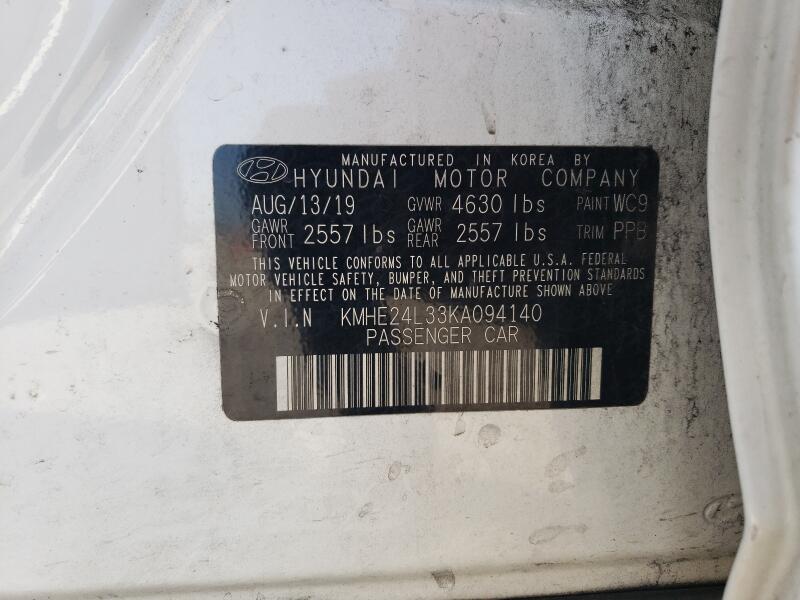 MANUFACTURED IN KOREA BY
HYUNDAI MOTOR COMPANY
AUG/13/19 GVWR 4630 lbs PAINT WC9
GAWR FRONT 2557 lbs GAWR REAR 2557 lbs TRIM PPB
THIS VEHICLE CONFORMS TO ALL APPLICABLE U.S.A. FEDERAL
MOTOR VEHICLE SAFETY, BUMPER, AND THEFT PREVENTION STANDARDS
IN EFFECT ON THE DATE OF MANUFACTURE SHOWN ABOVE
V.I.N KMHE24L33KA094140
PASSENGER CAR